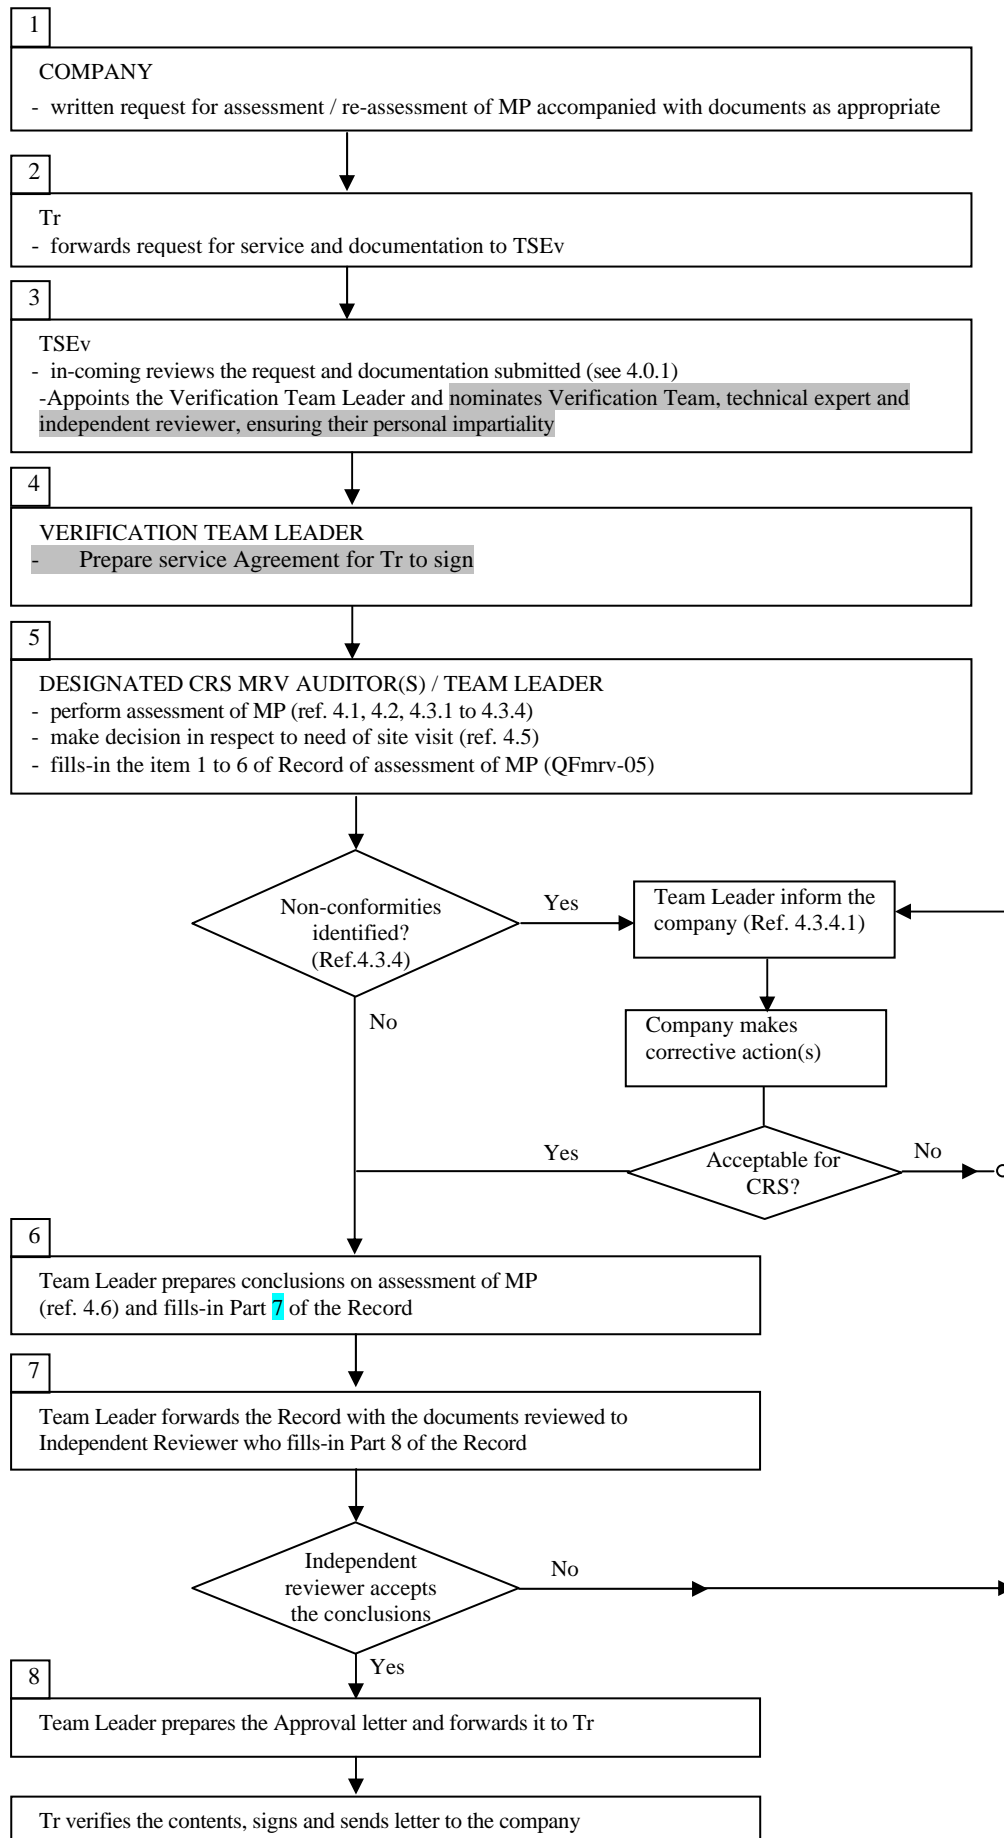 1
COMPANY
- written request for assessment / re-assessment of MP accompanied with documents as appropriate
2
Tr
- forwards request for service and documentation to TSEv
3
TSEv
- in-coming reviews the request and documentation submitted (see 4.0.1)
-Appoints the Verification Team Leader and nominates Verification Team, technical expert and
independent reviewer, ensuring their personal impartiality
4
VERIFICATION TEAM LEADER
- Prepare service Agreement for Tr to sign
5
DESIGNATED CRS MRV AUDITOR(S) / TEAM LEADER
- perform assessment of MP (ref. 4.1, 4.2, 4.3.1 to 4.3.4)
- make decision in respect to need of site visit (ref. 4.5)
- fills-in the item 1 to 6 of Record of assessment of MP (QFmrv-05)
Non-conformities
identified?
(Ref.4.3.4)
Yes
Team Leader inform the
company (Ref. 4.3.4.1)
No
Company makes
corrective action(s)
Yes
Acceptable for
CRS?
No
6
Team Leader prepares conclusions on assessment of MP
(ref. 4.6) and fills-in Part 7 of the Record
7
Team Leader forwards the Record with the documents reviewed to
Independent Reviewer who fills-in Part 8 of the Record
Independent
reviewer accepts
the conclusions
No
Yes
8
Team Leader prepares the Approval letter and forwards it to Tr
Tr verifies the contents, signs and sends letter to the company